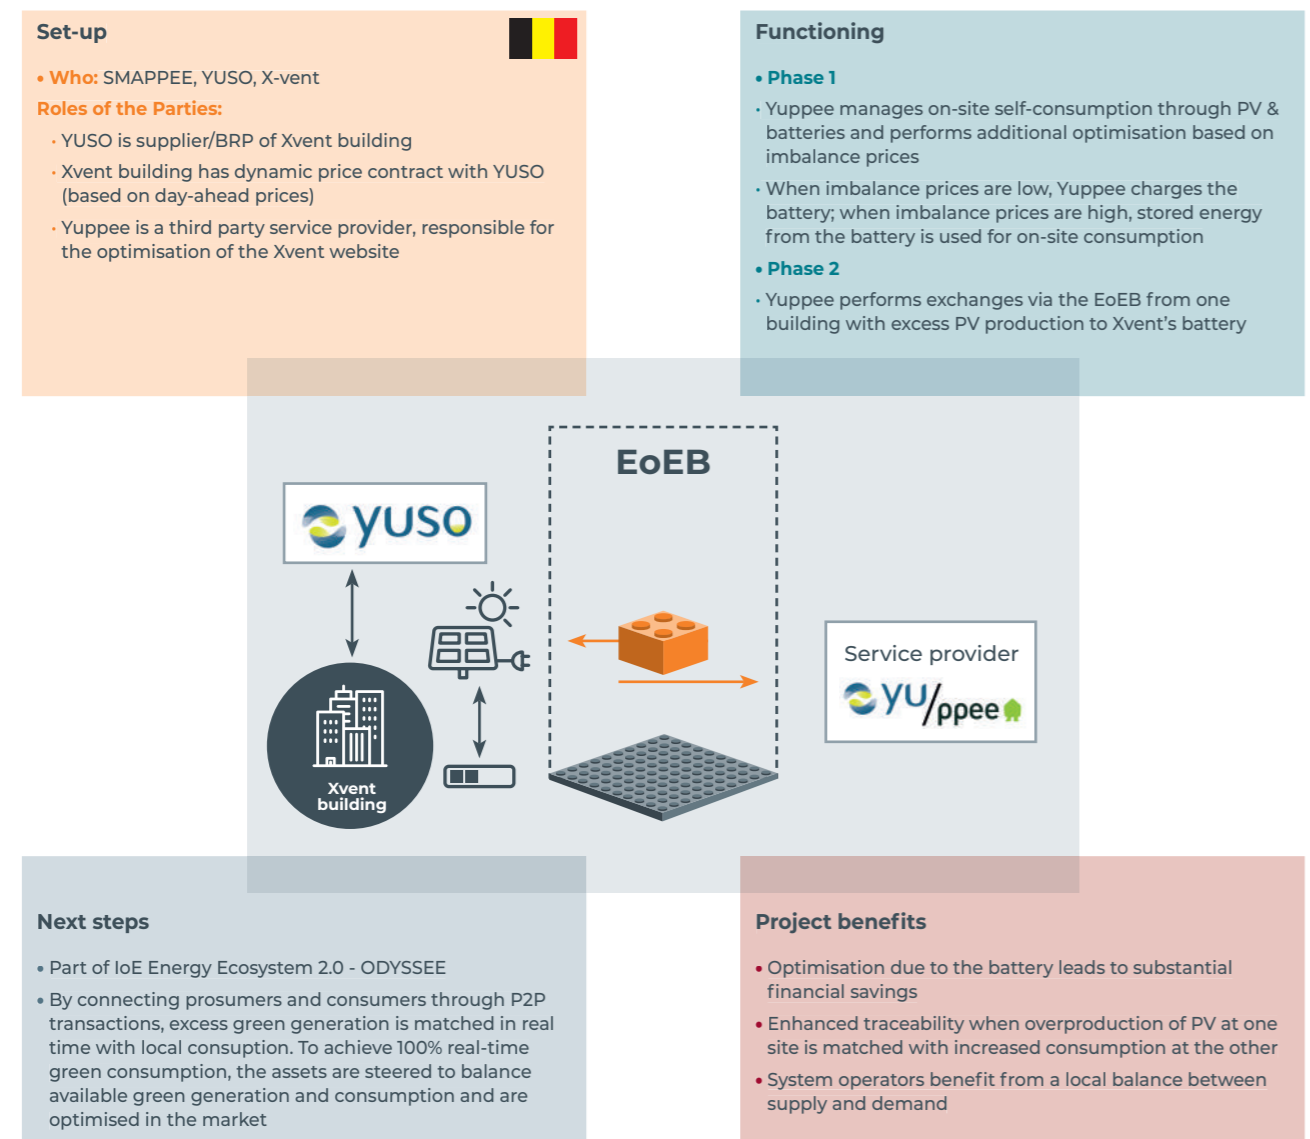 Set-up
• Who: SMAPPEE, YUSO, X-vent
Roles of the Parties:
· YUSO is supplier/BRP of Xvent building
· Xvent building has dynamic price contract with YUSO
(based on day-ahead prices)
· Yuppee is a third party service provider, responsible for
the optimisation of the Xvent website
Functioning
• Phase 1
· Yuppee manages on-site self-consumption through PV &
batteries and performs additional optimisation based on
imbalance prices
· When imbalance prices are low, Yuppee charges the
battery; when imbalance prices are high, stored energy
from the battery is used for on-site consumption
• Phase 2
· Yuppee performs exchanges via the EoEB from one
building with excess PV production to Xvent's battery
EoEB
YUSO
Xvent
building
Service provider
yu/ppee
Next steps
• Part of IoE Energy Ecosystem 2.0 - ODYSSEE
• By connecting prosumers and consumers through P2P
transactions, excess green generation is matched in real
time with local consuption. To achieve 100% real-time
green consumption, the assets are steered to balance
available green generation and consumption and are
optimised in the market
Project benefits
• Optimisation due to the battery leads to substantial
financial savings
• Enhanced traceability when overproduction of PV at one
site is matched with increased consumption at the other
• System operators benefit from a local balance between
supply and demand